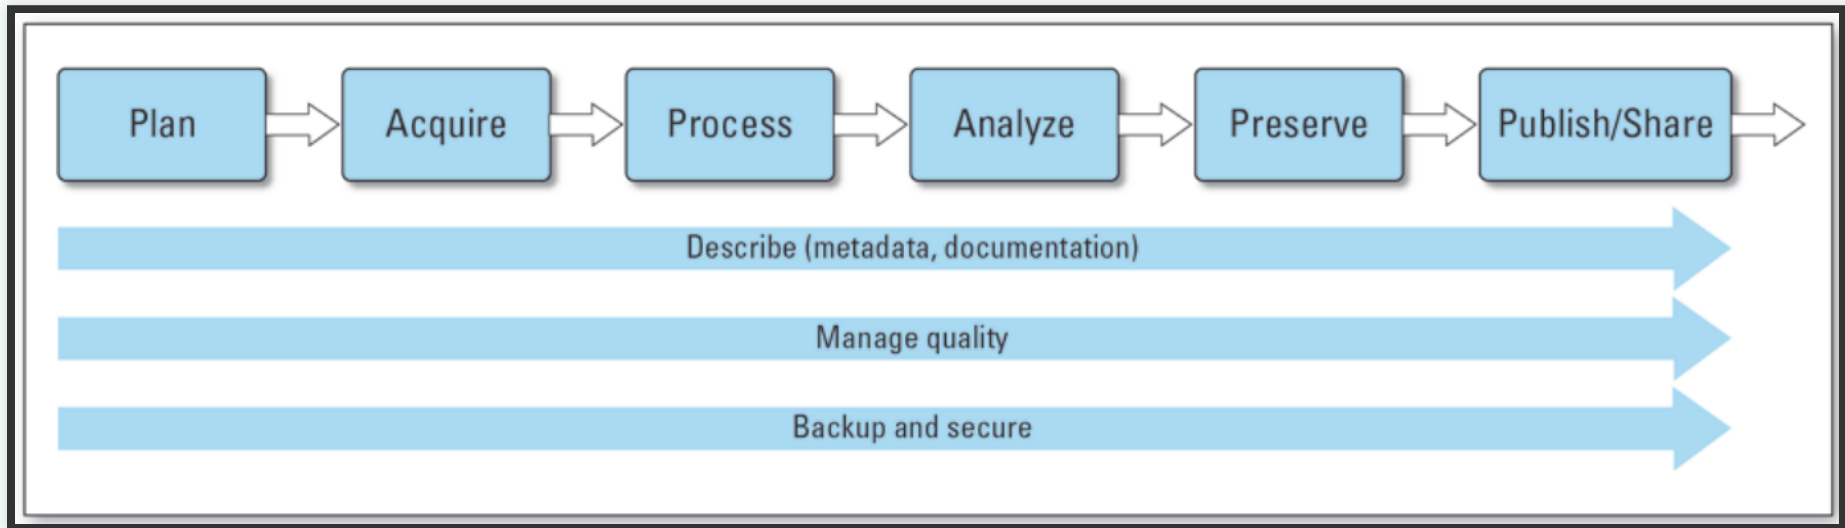 Plan
Acquire
Process
Analyze
Preserve
Publish/Share
Describe (metadata, documentation)
Manage quality
Backup and secure